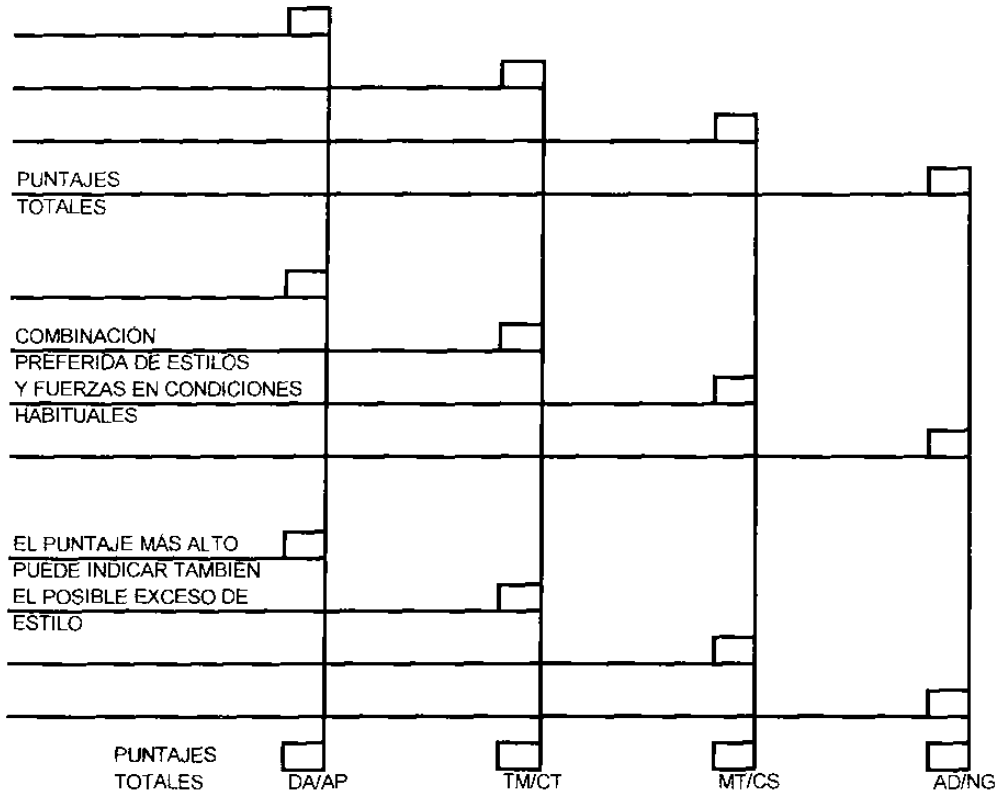 PUNTAJES
TOTALES
COMBINACIÓN
PREFERIDA DE ESTILOS
Y FUERZAS EN CONDICIONES
HABITUALES
EL PUNTAJE MÁS ALTO
PUEDE INDICAR TAMBIÉN
EL POSIBLE EXCESO DE
ESTILO
PUNTAJES
TOTALES DA/AP TM/CT MT/CS AD/NG